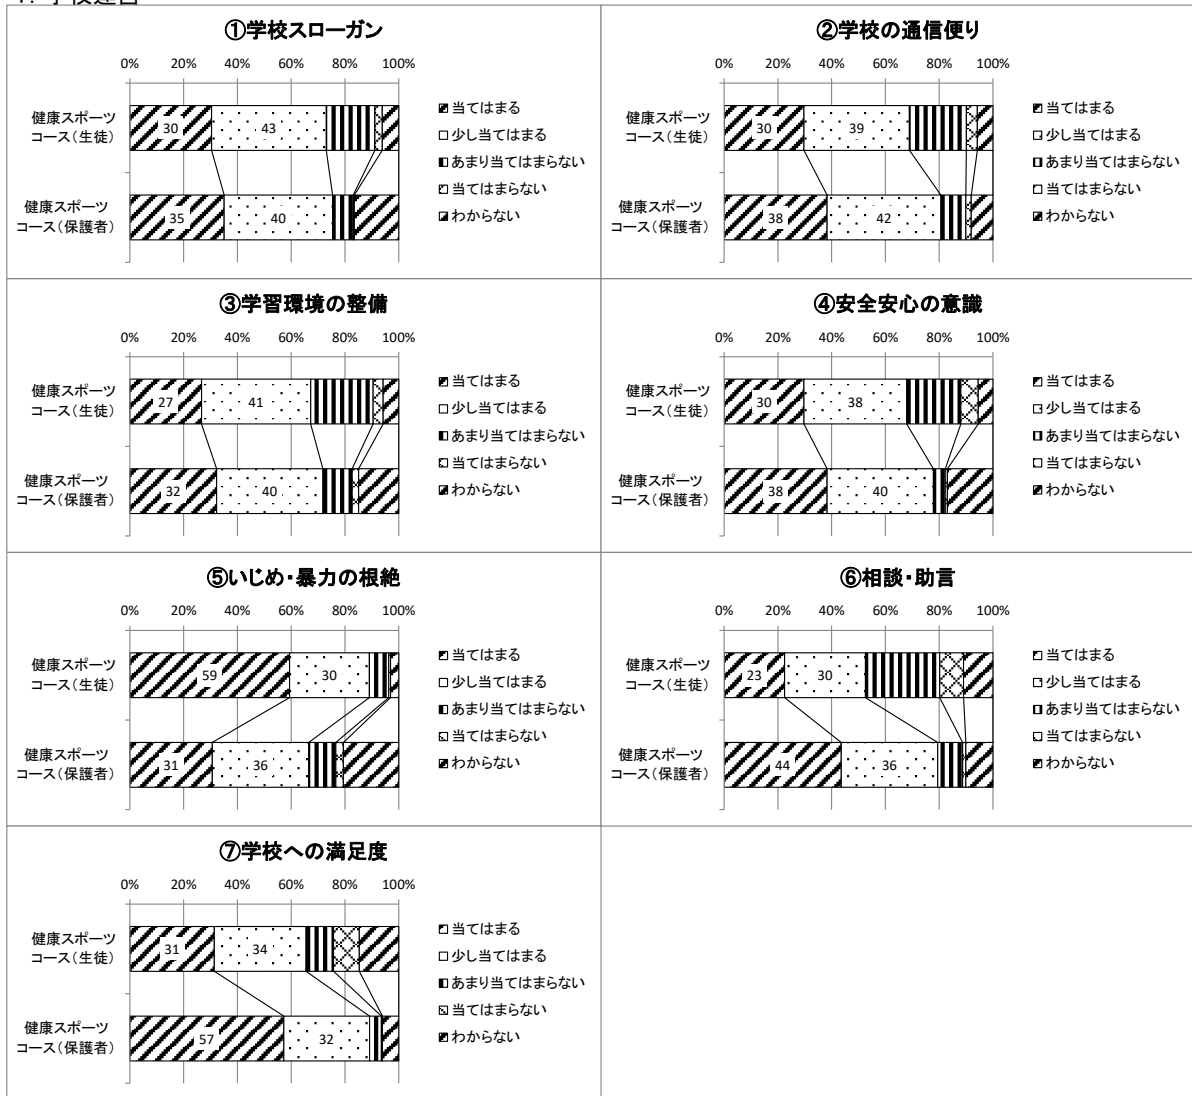 ①学校スローガン
0% 20% 40% 60% 80% 100%
健康スポーツ
コース(生徒)
30 43
健康スポーツ
コース(保護者)
35 40
当てはまる
少し当てはまる
あまり当てはまらない
当てはまらない
わからない
②学校の通信便り
0% 20% 40% 60% 80% 100%
健康スポーツ
コース(生徒)
30 39
健康スポーツ
コース(保護者)
38 42
当てはまる
少し当てはまる
あまり当てはまらない
当てはまらない
わからない
③学習環境の整備
0% 20% 40% 60% 80% 100%
健康スポーツ
コース(生徒)
27 41
健康スポーツ
コース(保護者)
32 40
当てはまる
少し当てはまる
あまり当てはまらない
当てはまらない
わからない
④安全安心の意識
0% 20% 40% 60% 80% 100%
健康スポーツ
コース(生徒)
30 38
健康スポーツ
コース(保護者)
38 40
当てはまる
少し当てはまる
あまり当てはまらない
当てはまらない
わからない
⑤いじめ・暴力の根絶
0% 20% 40% 60% 80% 100%
健康スポーツ
コース(生徒)
59 30
健康スポーツ
コース(保護者)
31 36
当てはまる
少し当てはまる
あまり当てはまらない
当てはまらない
わからない
⑥相談・助言
0% 20% 40% 60% 80% 100%
健康スポーツ
コース(生徒)
23 30
健康スポーツ
コース(保護者)
44 36
当てはまる
少し当てはまる
あまり当てはまらない
当てはまらない
わからない
⑦学校への満足度
0% 20% 40% 60% 80% 100%
健康スポーツ
コース(生徒)
31 34
健康スポーツ
コース(保護者)
57 32
当てはまる
少し当てはまる
あまり当てはまらない
当てはまらない
わからない